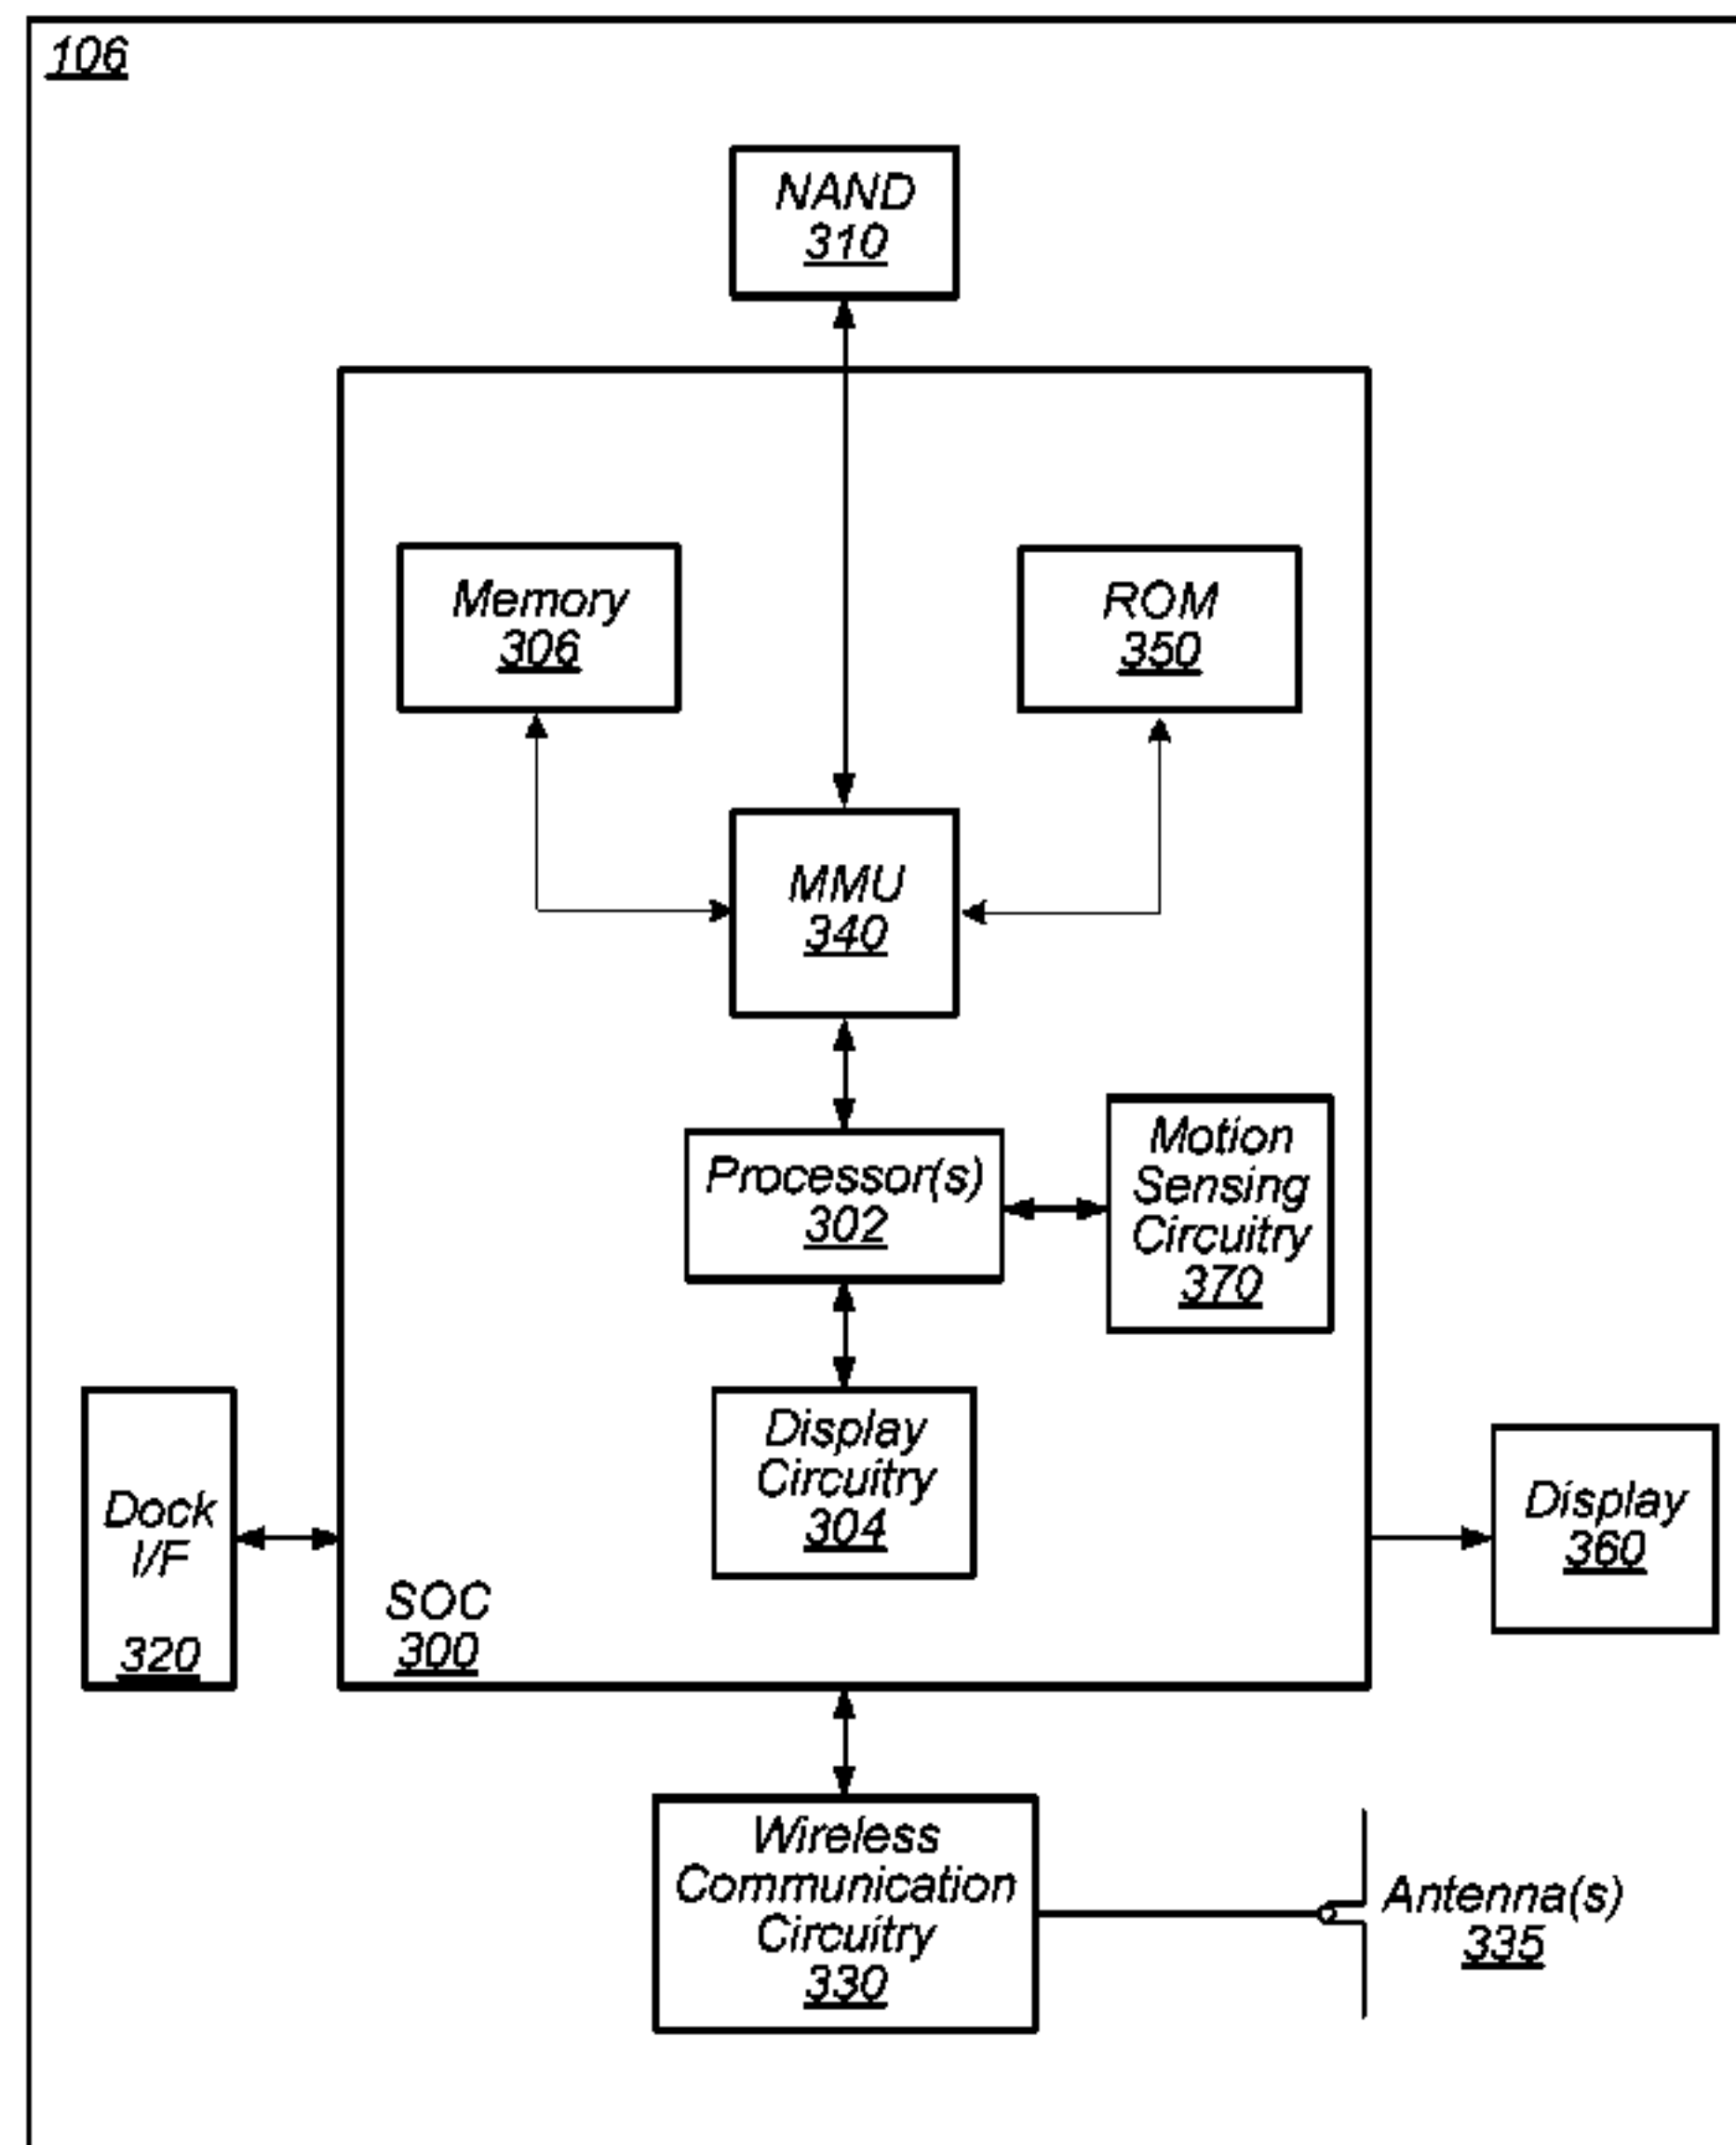 106
NAND
310
Memory
306
ROM
350
MMU
340
Processor(s)
302
Motion
Sensing
Circuitry
370
Display
Circuitry
304
Dock
I/F
320
SOC
300
Display
360
Wireless
Communication
Circuitry
330
Antenna(s)
335